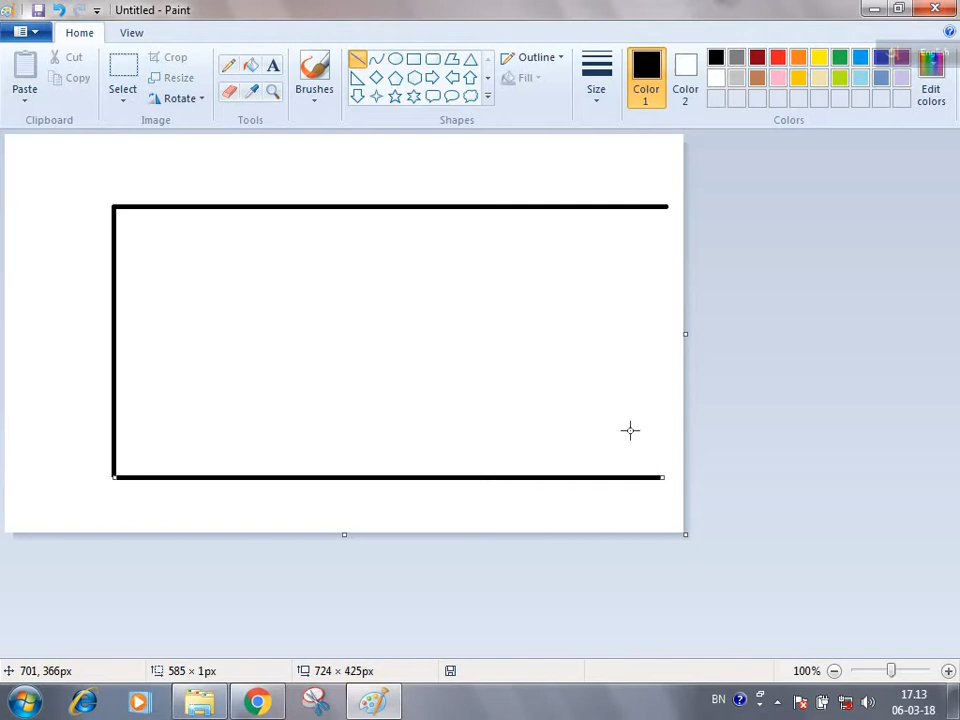 Untitled - Paint
Home
View
Paste
Cut
Copy
Clipboard
Select
Crop
Resize
Rotate
Image
A
Tools
Brushes
Outline
Fill
Shapes
Size
Color 1
Color 2
Edit colors
Colors
701, 366px
585 × 1px
724 × 425px
100%
BN
17.13
06-03-18